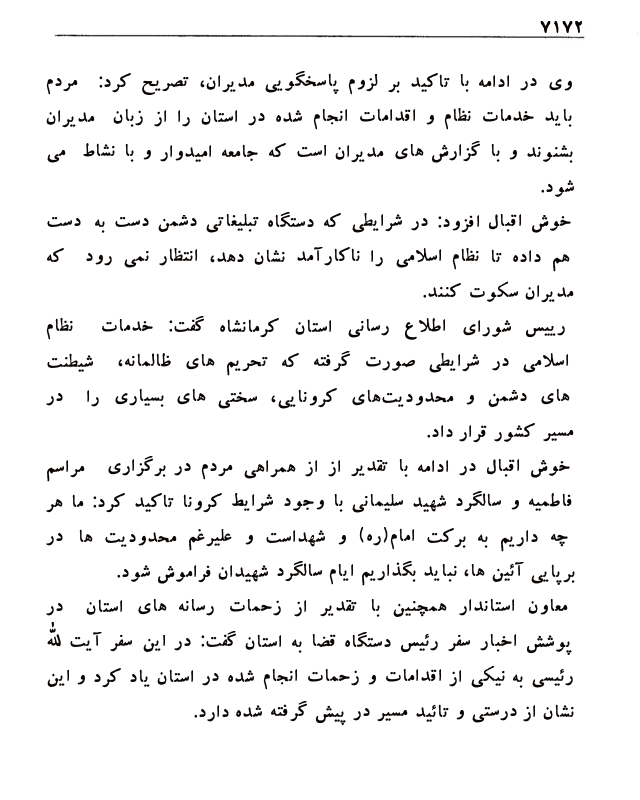 ۷۱۷۲
وی در ادامه با تاکید بر لزوم پاسخگویی مدیران، تصریح کرد: مردم
باید خدمات نظام و اقدامات انجام شده در استان را از زبان مدیران
بشنوند و با گزارش های مدیران است که جامعه امیدوار و با نشاط می
شود.
خوش اقبال افزود: در شرایطی که دستگاه تبلیغاتی دشمن دست به دست
هم داده تا نظام اسلامی را ناکارآمد نشان دهد، انتظار نمی رود که
مدیران سکوت کنند.
رییس شورای اطلاع رسانی استان کرمانشاه گفت: خدمات نظام
اسلامی در شرایطی صورت گرفته که تحریم های ظالمانه، شیطنت
های دشمن و محدودیت‌های کرونایی، سختی های بسیاری را در
مسیر کشور قرار داد.
خوش اقبال در ادامه با تقدیر از از همراهی مردم در برگزاری مراسم
فاطمیه و سالگرد شهید سلیمانی با وجود شرایط کرونا تاکید کرد: ما هر
چه داریم به برکت امام(ره) و شهداست و علیرغم محدودیت ها در
برپایی آئین ها، نباید بگذاریم ایام سالگرد شهیدان فراموش شود.
معاون استاندار همچنین با تقدیر از زحمات رسانه های استان در
پوشش اخبار سفر رئیس دستگاه قضا به استان گفت: در این سفر آیت لله
رئیسی به نیکی از اقدامات و زحمات انجام شده در استان یاد کرد و این
نشان از درستی و تائید مسیر در پیش گرفته شده دارد.